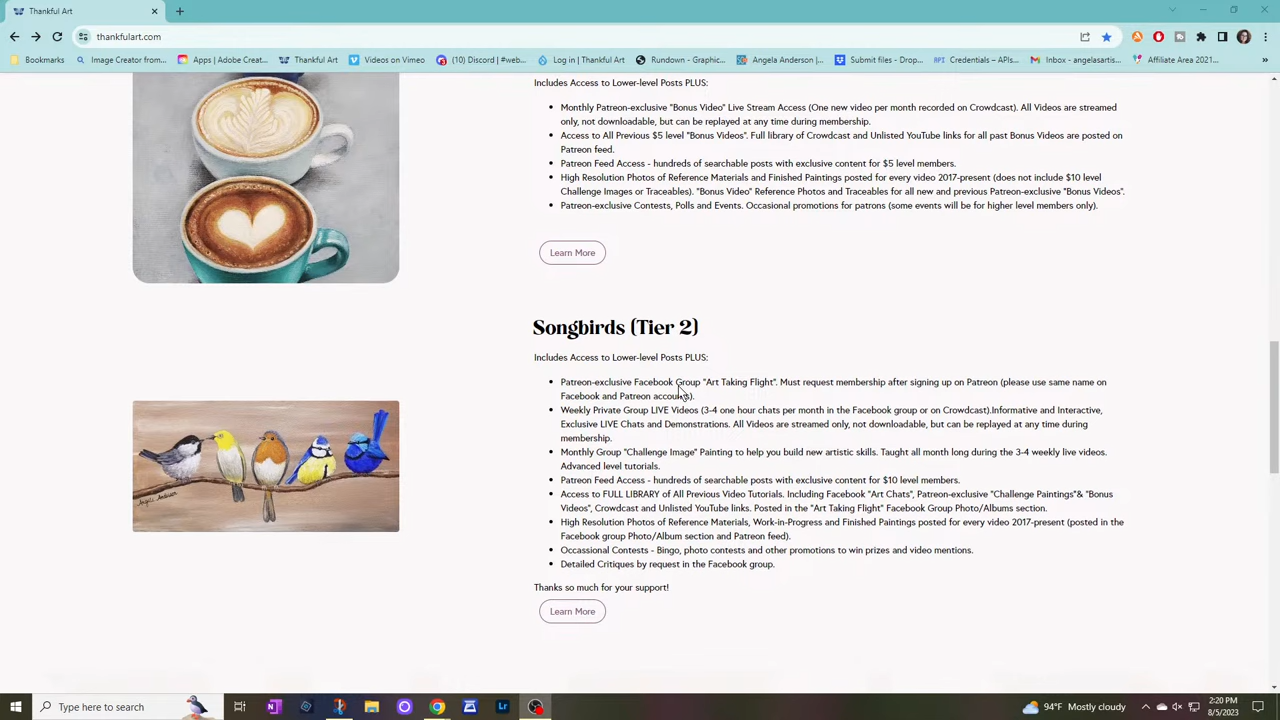 Thankful Art
thankfulart.com
Bookmarks
Image Creator from...
Apps | Adobe Creat...
Thankful Art
Videos on Vimeo
(10) Discord | #web...
Log in | Thankful Art
Rundown - Graphic...
Angela Anderson |...
Submit files - Drop...
API Credentials – APIs...
Gmail - angelasartis...
Affiliate Area 2021...
Includes Access to Lower-level Posts PLUS:
Monthly Patreon-exclusive "Bonus Video" Live Stream Access (One new video per month recorded on Crowdcast). All Videos are streamed
only, not downloadable, but can be replayed at any time during membership.
Access to All Previous $5 level "Bonus Videos". Full library of Crowdcast and Unlisted YouTube links for all past Bonus Videos are posted on
Patreon feed.
Patreon Feed Access - hundreds of searchable posts with exclusive content for $5 level members.
High Resolution Photos of Reference Materials and Finished Paintings posted for every video 2017-present (does not include $10 level
Challenge Images or Traceables). "Bonus Video" Reference Photos and Traceables for all new and previous Patreon-exclusive "Bonus Videos".
Patreon-exclusive Contests, Polls and Events. Occasional promotions for patrons (some events will be for higher level members only).
Learn More
Songbirds (Tier 2)
Includes Access to Lower-level Posts PLUS:
Patreon-exclusive Facebook Group "Art Taking Flight". Must request membership after signing up on Patreon (please use same name on
Facebook and Patreon accounts).
Weekly Private Group LIVE Videos (3-4 one hour chats per month in the Facebook group or on Crowdcast).Informative and Interactive,
Exclusive LIVE Chats and Demonstrations. All Videos are streamed only, not downloadable, but can be replayed at any time during
membership.
Monthly Group "Challenge Image" Painting to help you build new artistic skills. Taught all month long during the 3-4 weekly live videos.
Advanced level tutorials.
Patreon Feed Access - hundreds of searchable posts with exclusive content for $10 level members.
Access to FULL LIBRARY of All Previous Video Tutorials. Including Facebook "Art Chats", Patreon-exclusive "Challenge Paintings"& "Bonus
Videos", Crowdcast and Unlisted YouTube links. Posted in the "Art Taking Flight" Facebook Group Photo/Albums section.
High Resolution Photos of Reference Materials, Work-in-Progress and Finished Paintings posted for every video 2017-present (posted in the
Facebook group Photo/Album section and Patreon feed).
Occassional Contests - Bingo, photo contests and other promotions to win prizes and video mentions.
Detailed Critiques by request in the Facebook group.
Thanks so much for your support!
Learn More
Angela Anderson
Type here to search
94°F Mostly cloudy
2:20 PM
8/5/2023